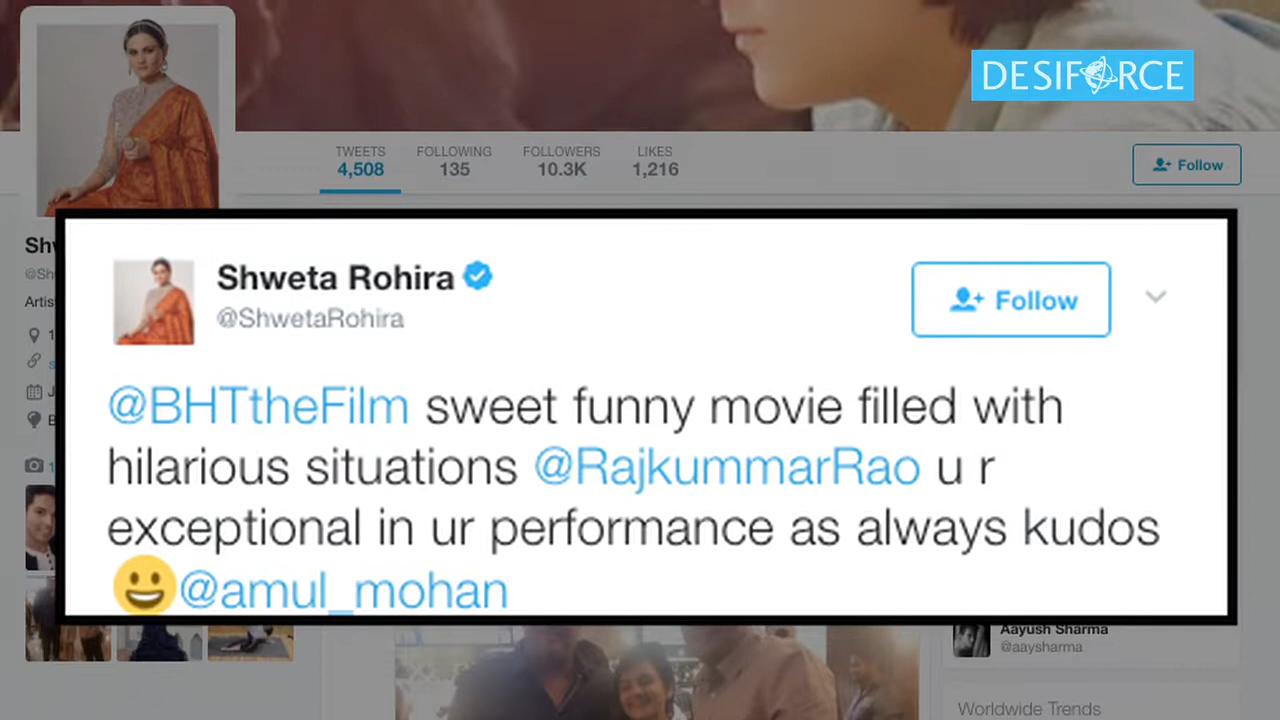 DESIFORCE
TWEETS FOLLOWING FOLLOWERS LIKES
4,508 135 10.3K 1,216
Follow
Shweta Rohira
@ShwetaRohira
Follow
@BHTtheFilm sweet funny movie filled with
hilarious situations @RajkummarRao u r
exceptional in ur performance as always kudos
😀@amul_mohan
Aayush Sharma
@aaysharma
Worldwide Trends